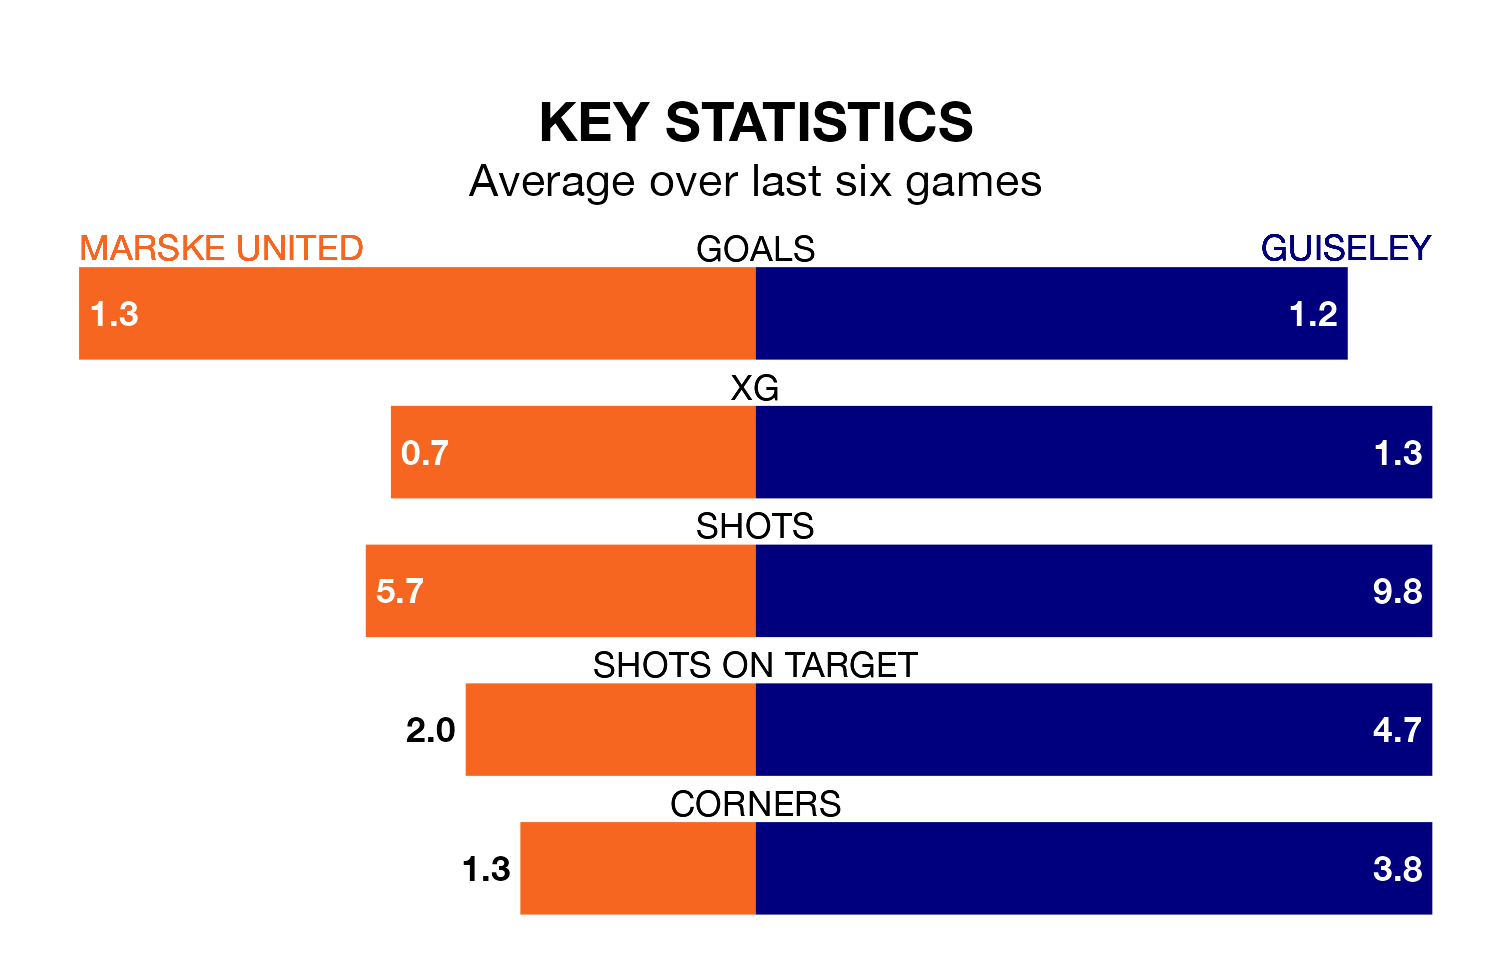 KEY STATISTICS
Average over last six games
MARSKE UNITED GOALS GUISELEY
1.3 1.2
XG
0.7 1.3
SHOTS
5.7 9.8
SHOTS ON TARGET
2.0 4.7
CORNERS
1.3 3.8